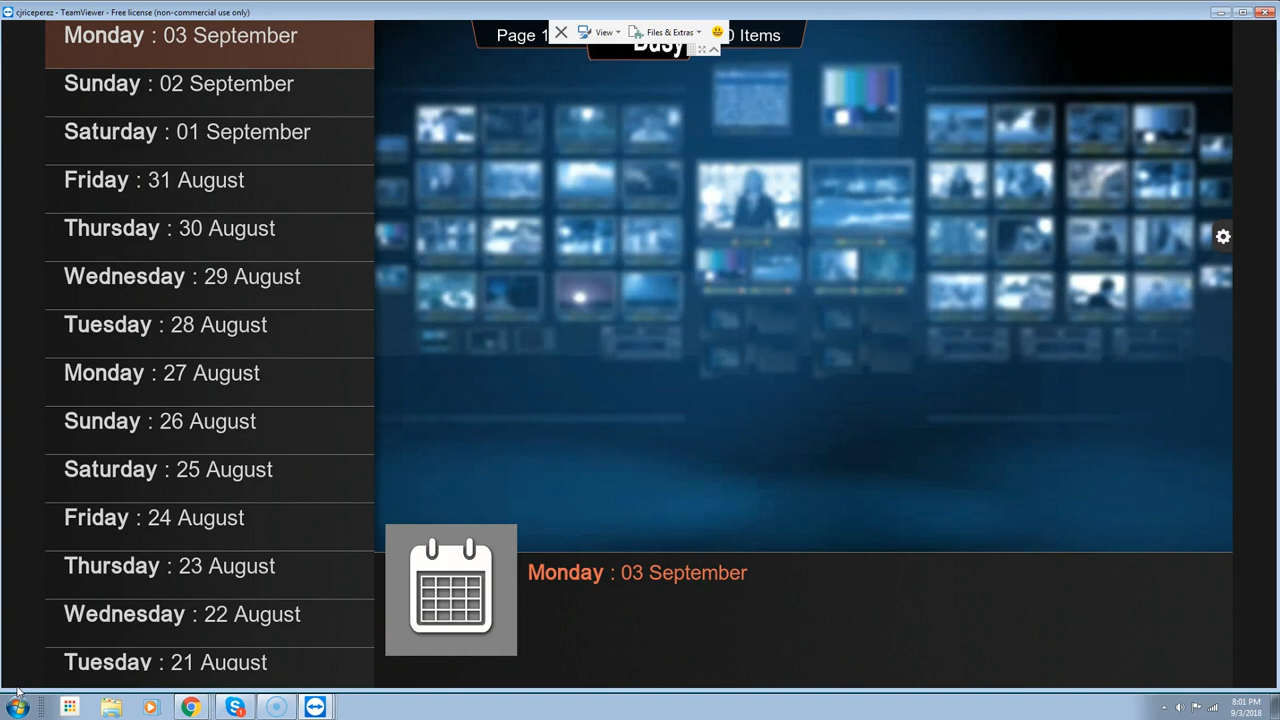 cjriceperez - TeamViewer - Free license (non-commercial use only)
View
Files & Extras
Page 1
0 Items
Busy
Monday : 03 September
Sunday : 02 September
Saturday : 01 September
Friday : 31 August
Thursday : 30 August
Wednesday : 29 August
Tuesday : 28 August
Monday : 27 August
Sunday : 26 August
Saturday : 25 August
Friday : 24 August
Thursday : 23 August
Wednesday : 22 August
Tuesday : 21 August
Monday : 03 September
8:01 PM
9/3/2018